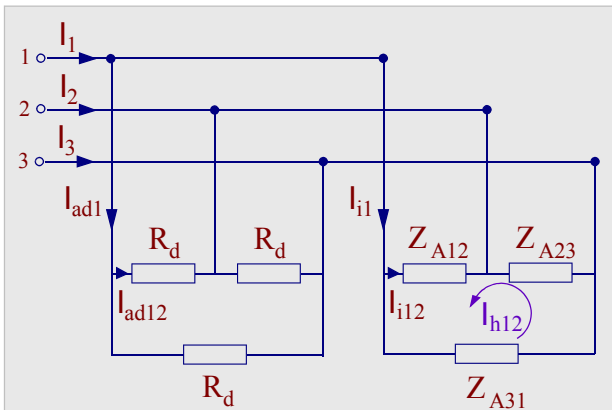 I1
1
I2
2
I3
3
Iad1
Ii1
Rd Rd
ZA12 ZA23
Iad12
Ii12
Ih12
Rd
ZA31